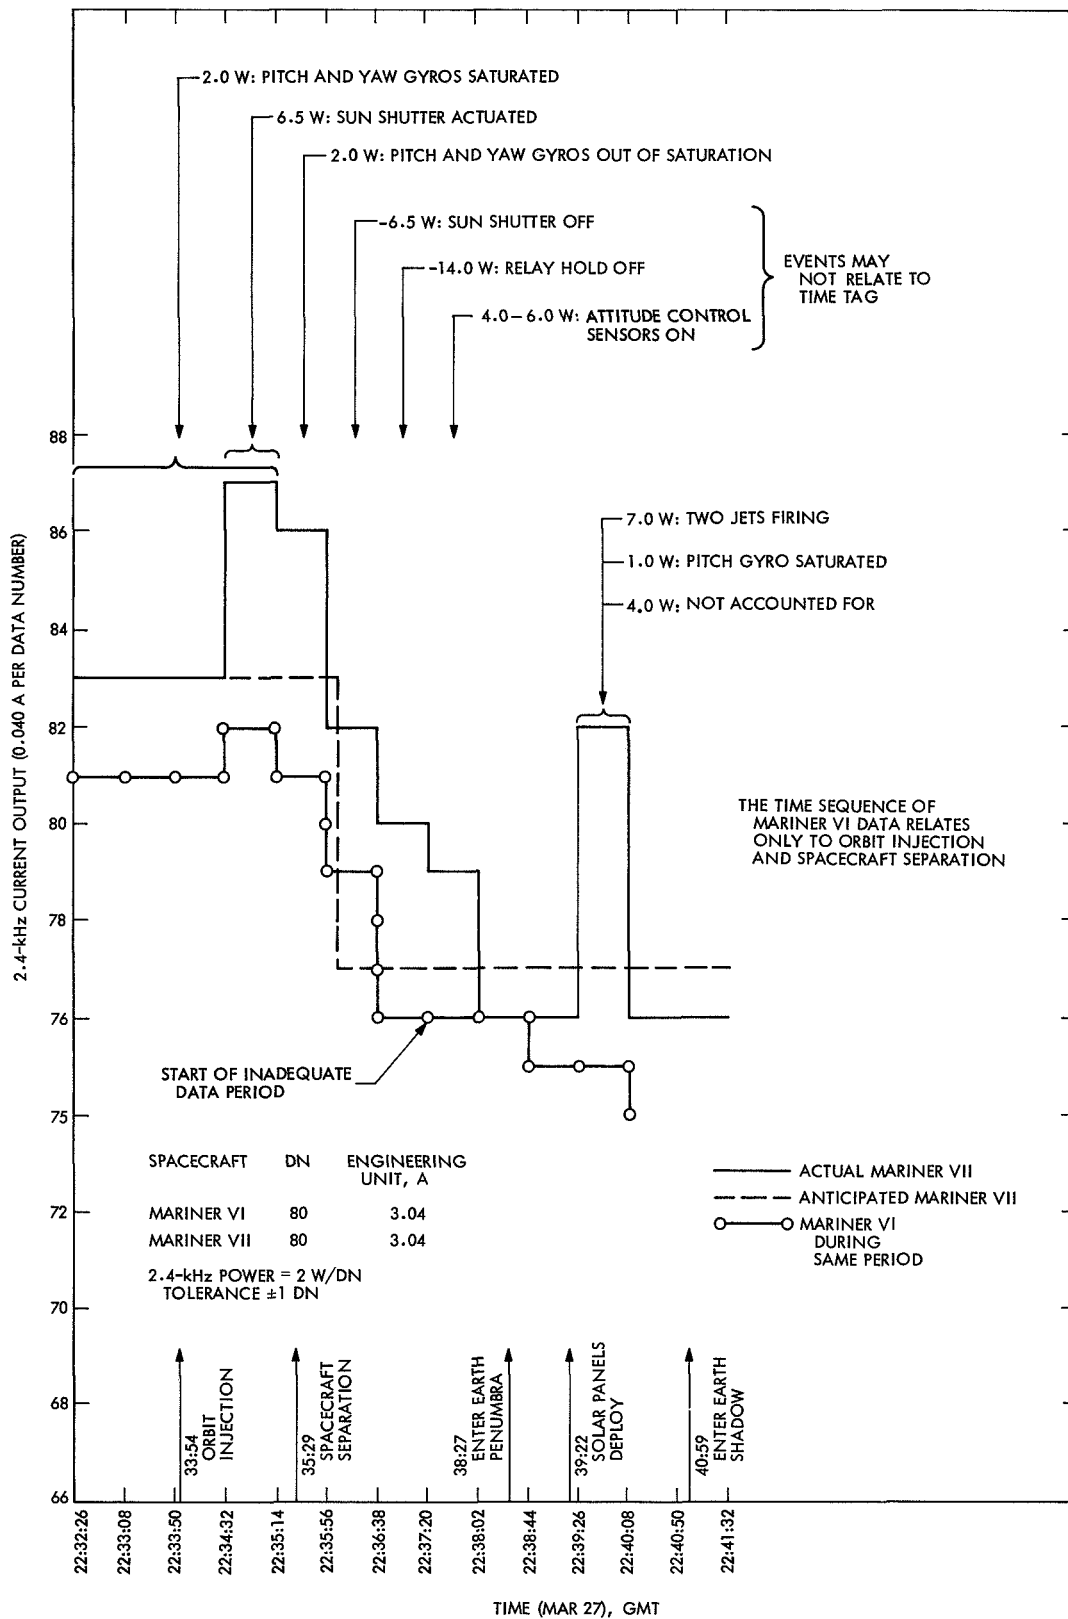 2.0 W: PITCH AND YAW GYROS SATURATED
6.5 W: SUN SHUTTER ACTUATED
2.0 W: PITCH AND YAW GYROS OUT OF SATURATION
-6.5 W: SUN SHUTTER OFF
-14.0 W: RELAY HOLD OFF
4.0-6.0 W: ATTITUDE CONTROL
SENSORS ON
EVENTS MAY
NOT RELATE TO
TIME TAG
7.0 W: TWO JETS FIRING
1.0 W: PITCH GYRO SATURATED
4.0 W: NOT ACCOUNTED FOR
THE TIME SEQUENCE OF
MARINER VI DATA RELATES
ONLY TO ORBIT INJECTION
AND SPACECRAFT SEPARATION
2.4-kHz CURRENT OUTPUT (0.040 A PER DATA NUMBER)
88
86
84
82
80
78
76
75
72
70
68
66
START OF INADEQUATE
DATA PERIOD
SPACECRAFT DN ENGINEERING
UNIT, A
MARINER VI 80 3.04
MARINER VII 80 3.04
2.4-kHz POWER = 2 W/DN
TOLERANCE ±1 DN
ACTUAL MARINER VII
ANTICIPATED MARINER VII
MARINER VI
DURING
SAME PERIOD
33:54
ORBIT
INJECTION
35:29
SPACECRAFT
SEPARATION
38:27
ENTER EARTH
PENUMBRA
39:22
SOLAR PANELS
DEPLOY
40:59
ENTER EARTH
SHADOW
22:32:26
22:33:08
22:33:50
22:34:32
22:35:14
22:35:56
22:36:38
22:37:20
22:38:02
22:38:44
22:39:26
22:40:08
22:40:50
22:41:32
TIME (MAR 27), GMT